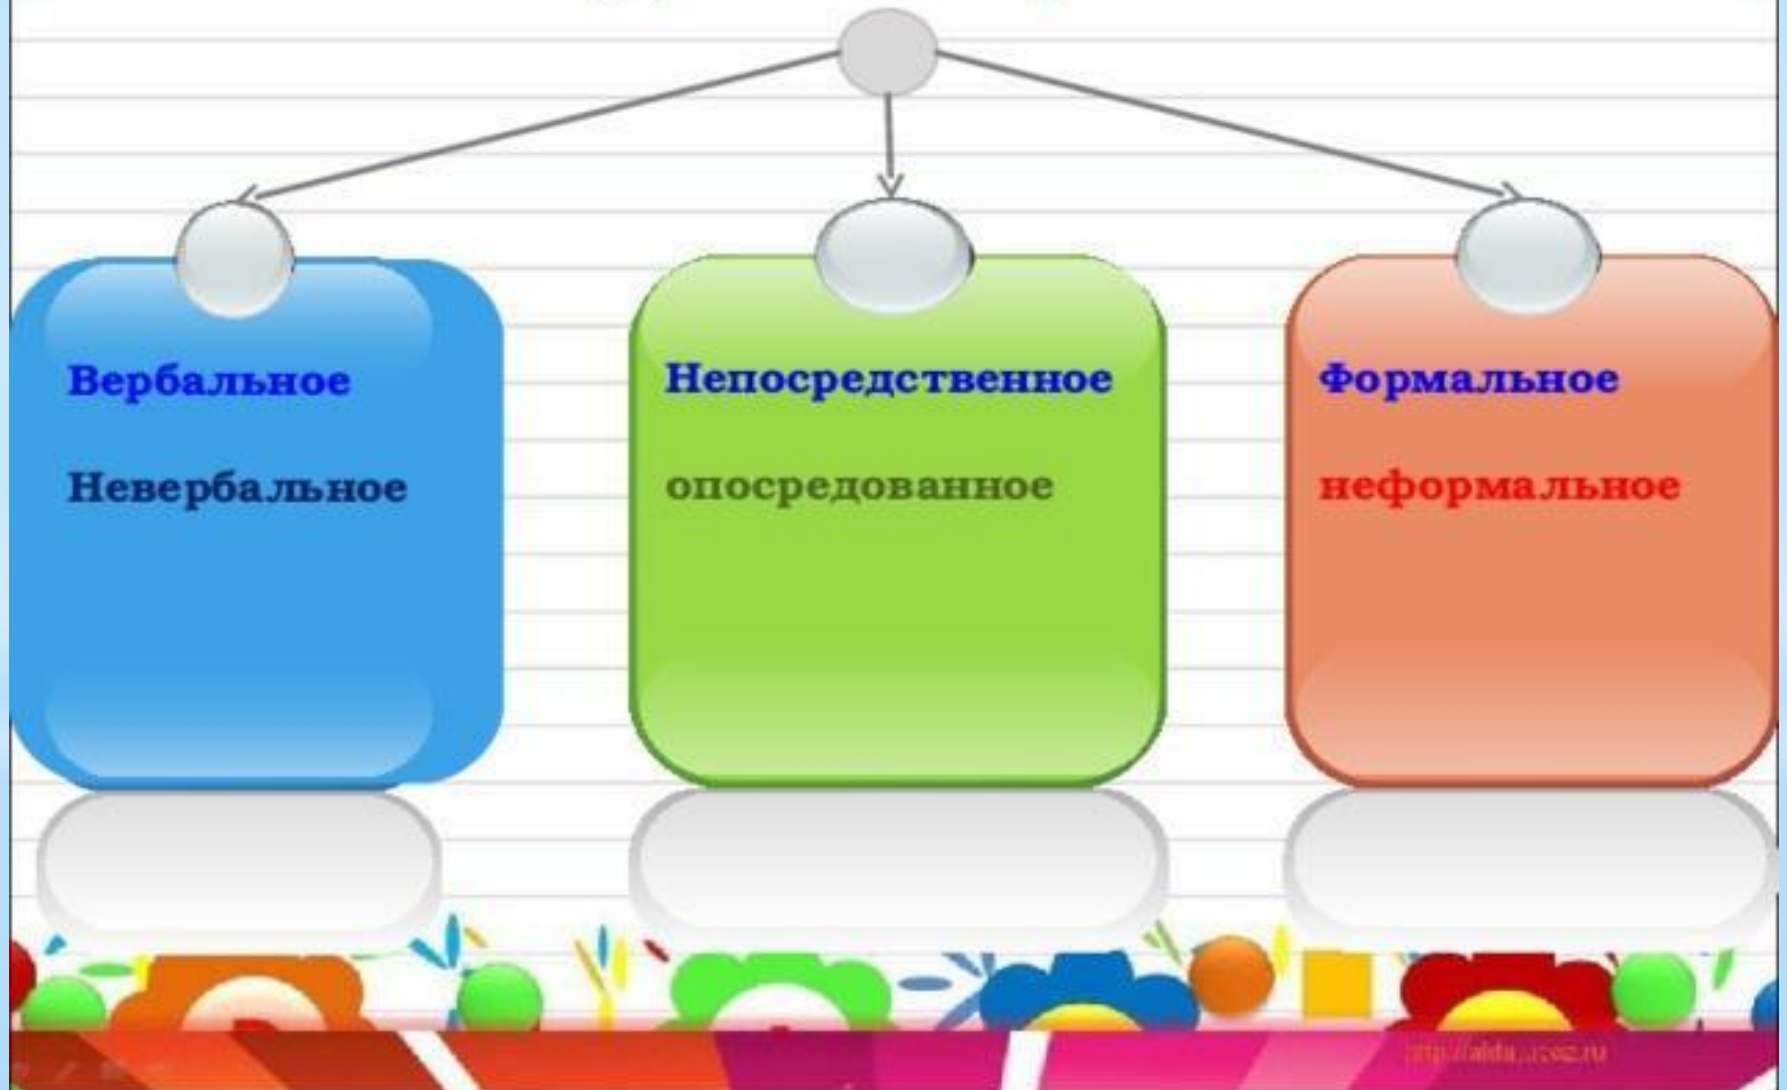 Вербальное
Невербальное
Непосредственное
опосредованное
Формальное
неформальное